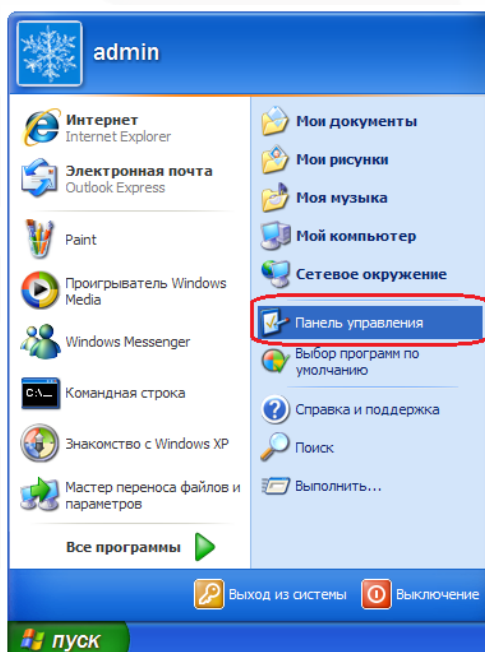 admin
Интернет
Internet Explorer
Электронная почта
Outlook Express
Paint
Проигрыватель Windows
Media
Windows Messenger
C:\_
Командная строка
Знакомство с Windows XP
Мастер переноса файлов и
параметров
Все программы
Мои документы
Мои рисунки
Моя музыка
Мой компьютер
Сетевое окружение
Панель управления
Выбор программ по
умолчанию
Справка и поддержка
Поиск
Выполнить...
Выход из системы
Выключение
пуск